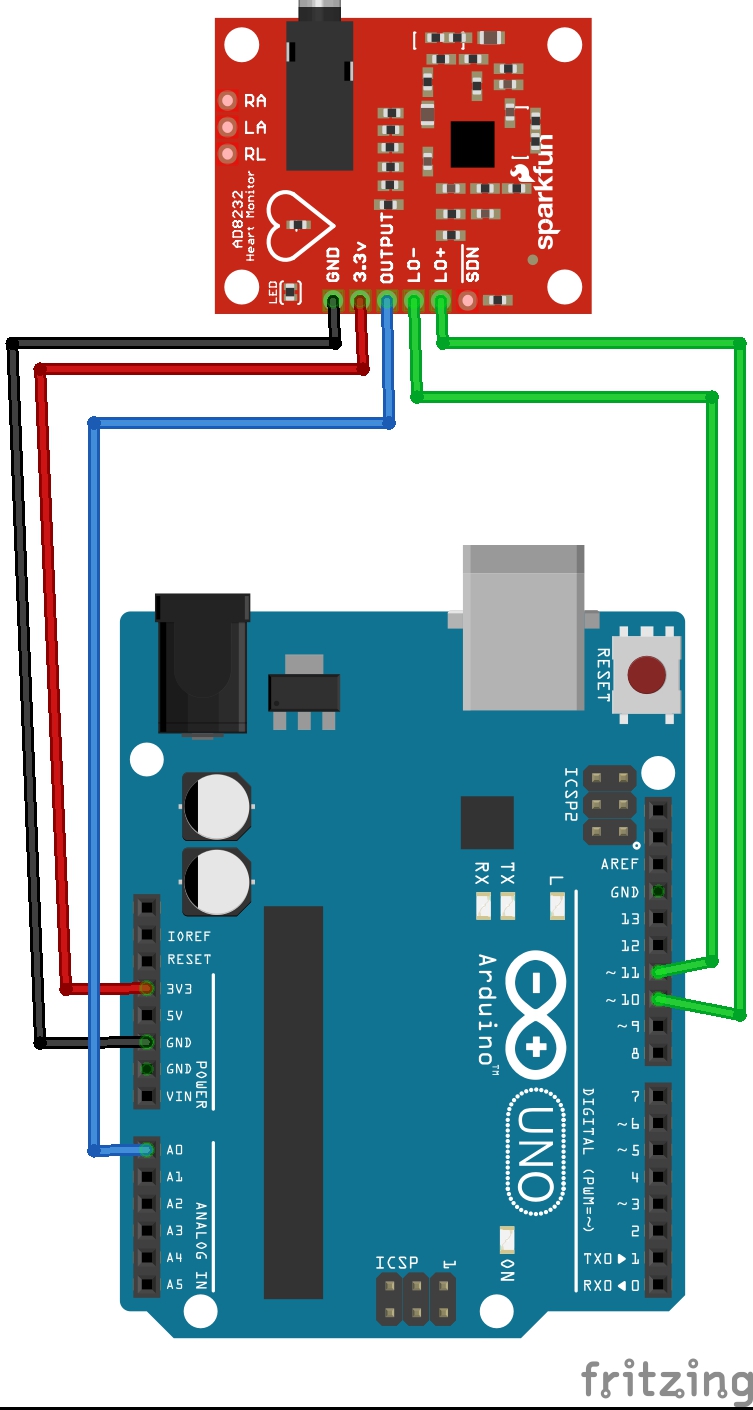 RA
LA
RL
AD8232
Heart Monitor
LED
GND
3.3v
OUTPUT
LO-
LO+
SDN
sparkfun
RESET
ICSP2
AREF
GND
13
12
~11
~10
~9
8
RX
TX
L
IOREF
RESET
3V3
5V
GND
GND
VIN
POWER
Arduino™
UNO
7
~6
~5
4
~3
2
TX0▶1
RX0◀0
DIGITAL (PWM=~)
A0
A1
A2
A3
A4
A5
ANALOG IN
ICSP
1
ON
fritzing